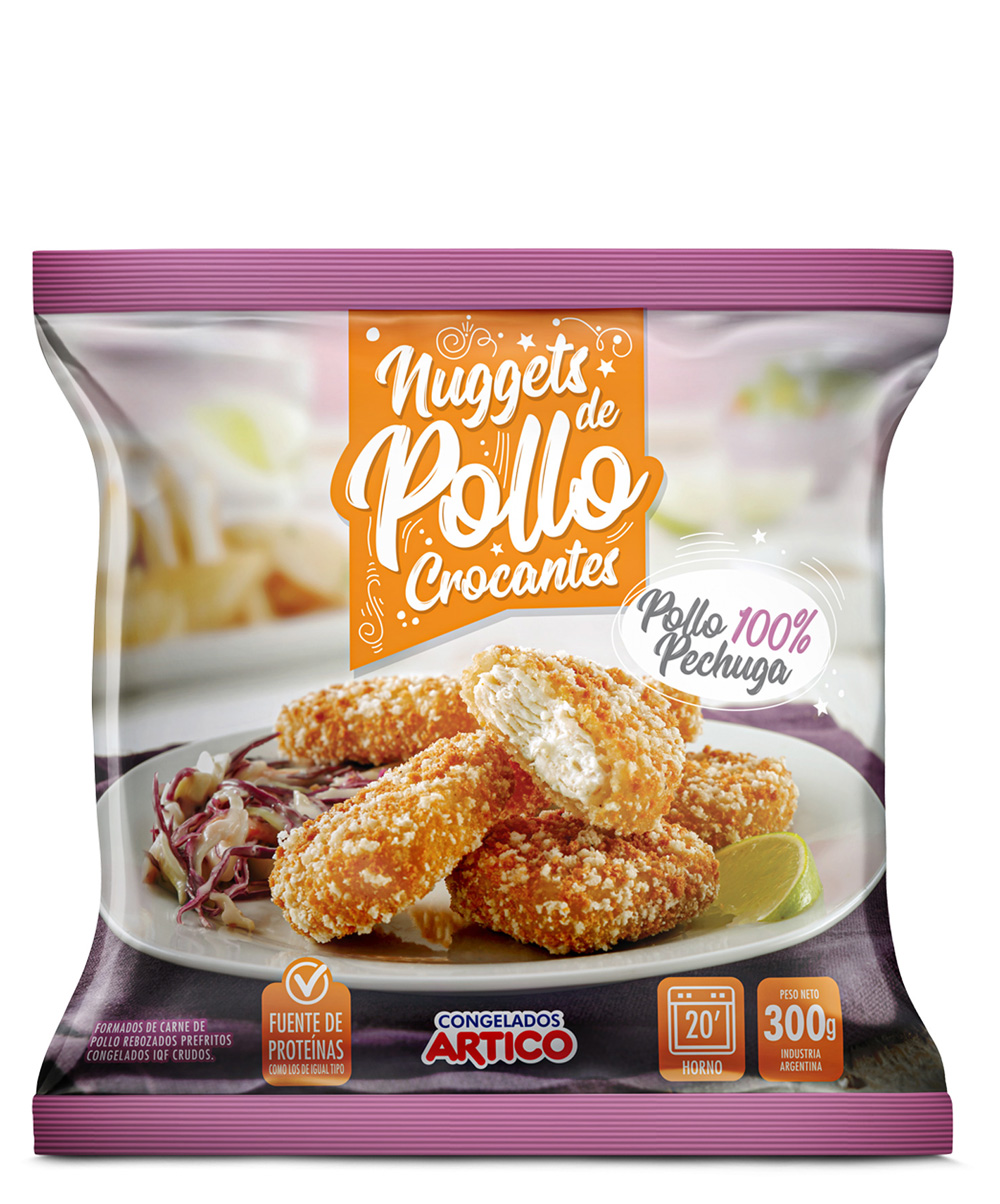 Nuggets
de
Pollo
Crocantes
Pollo 100%
Pechuga
FORMADOS DE CARNE DE
POLLO REBOZADOS PREFRITOS
CONGELADOS IQF CRUDOS.
FUENTE DE
PROTEÍNAS
COMO LOS DE IGUAL TIPO
CONGELADOS
ARTICO
20'
HORNO
PESO NETO
300g
INDUSTRIA
ARGENTINA